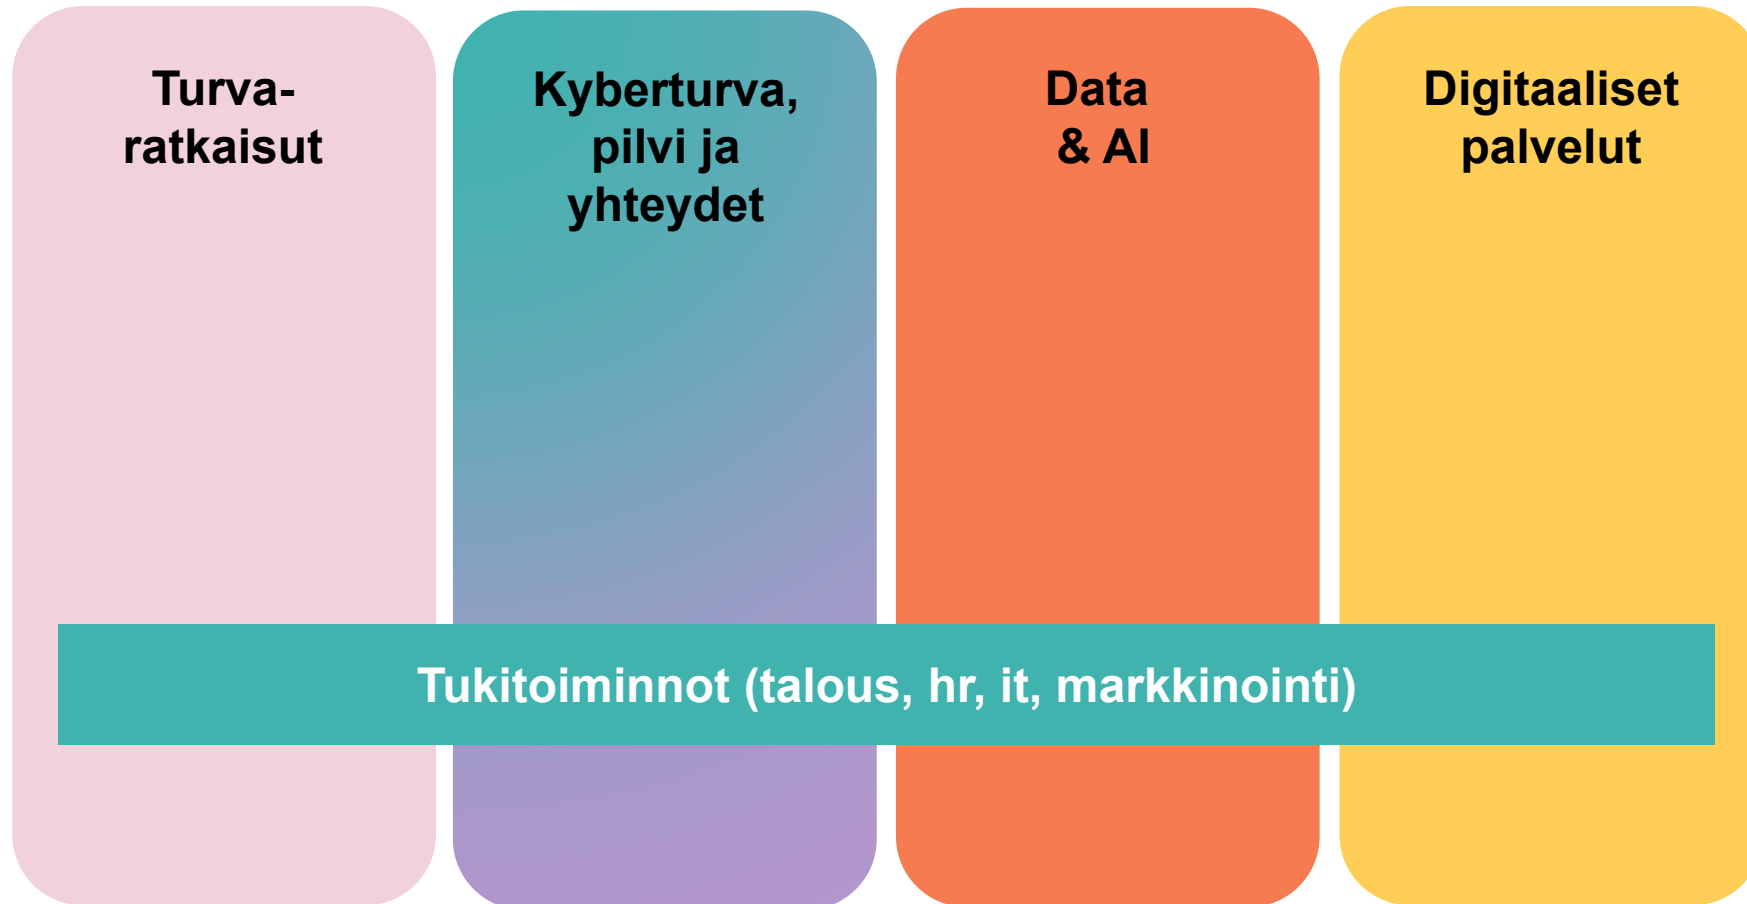 Turva-
ratkaisut
Kyberturva,
pilvi ja
yhteydet
Data
& AI
Digitaaliset
palvelut
Tukitoiminnot (talous, hr, it, markkinointi)